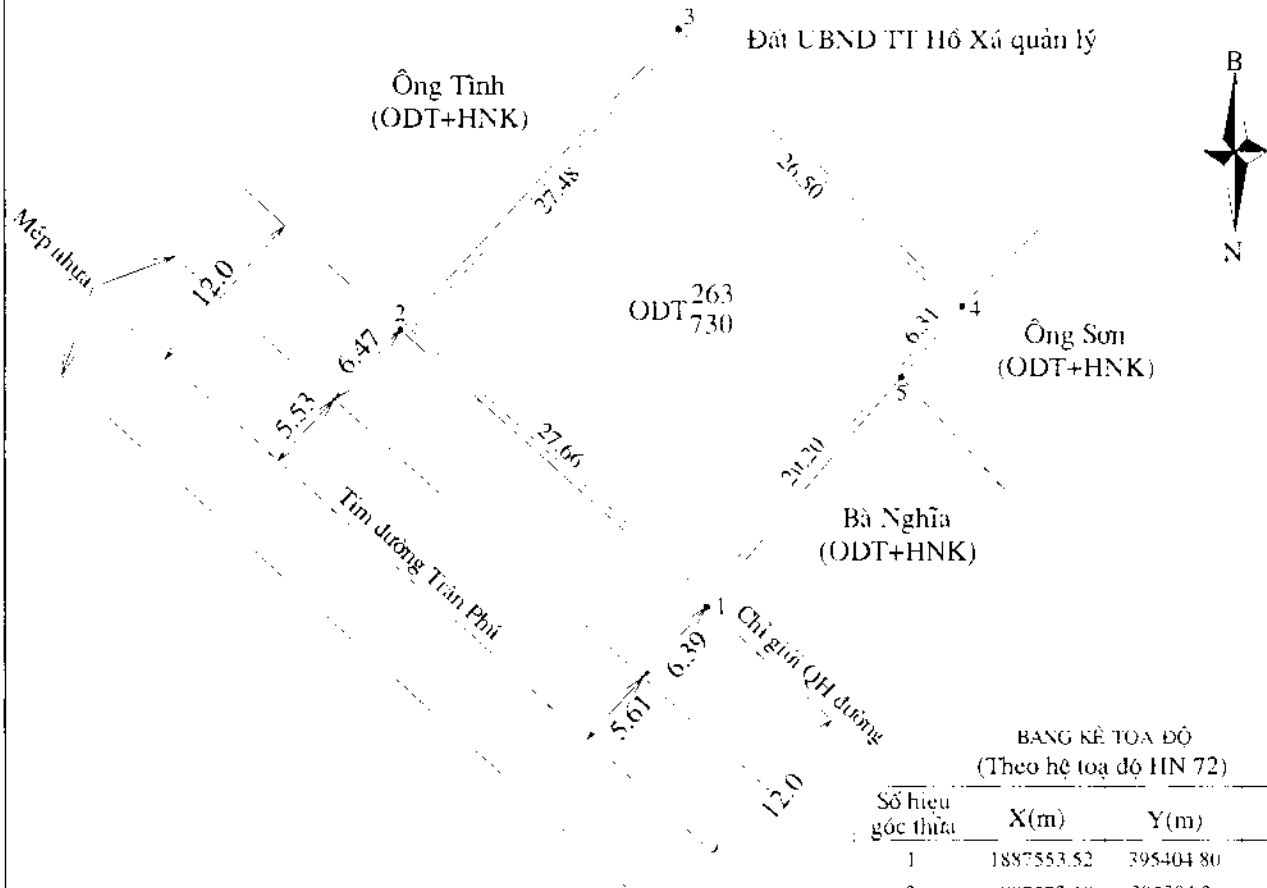 3
Đất UBND TT Hồ Xá quản lý
B
Ông Tình
(ODT+HNK)
26.50
27.48
Mép nhựa
12.0
N
2
ODT 263
730
4
6.31
Ông Sơn
(ODT+HNK)
6.47
5
5.53
27.66
20.20
Tim đường Trần Phú
Bà Nghĩa
(ODT+HNK)
1
Chỉ giới QH đường
6.39
5.61
12.0
BẢNG KÊ TỌA ĐỘ
(Theo hệ toạ độ HN 72)
Số hiệu
góc thửa
X(m)
Y(m)
1 1887553.52 395404.80